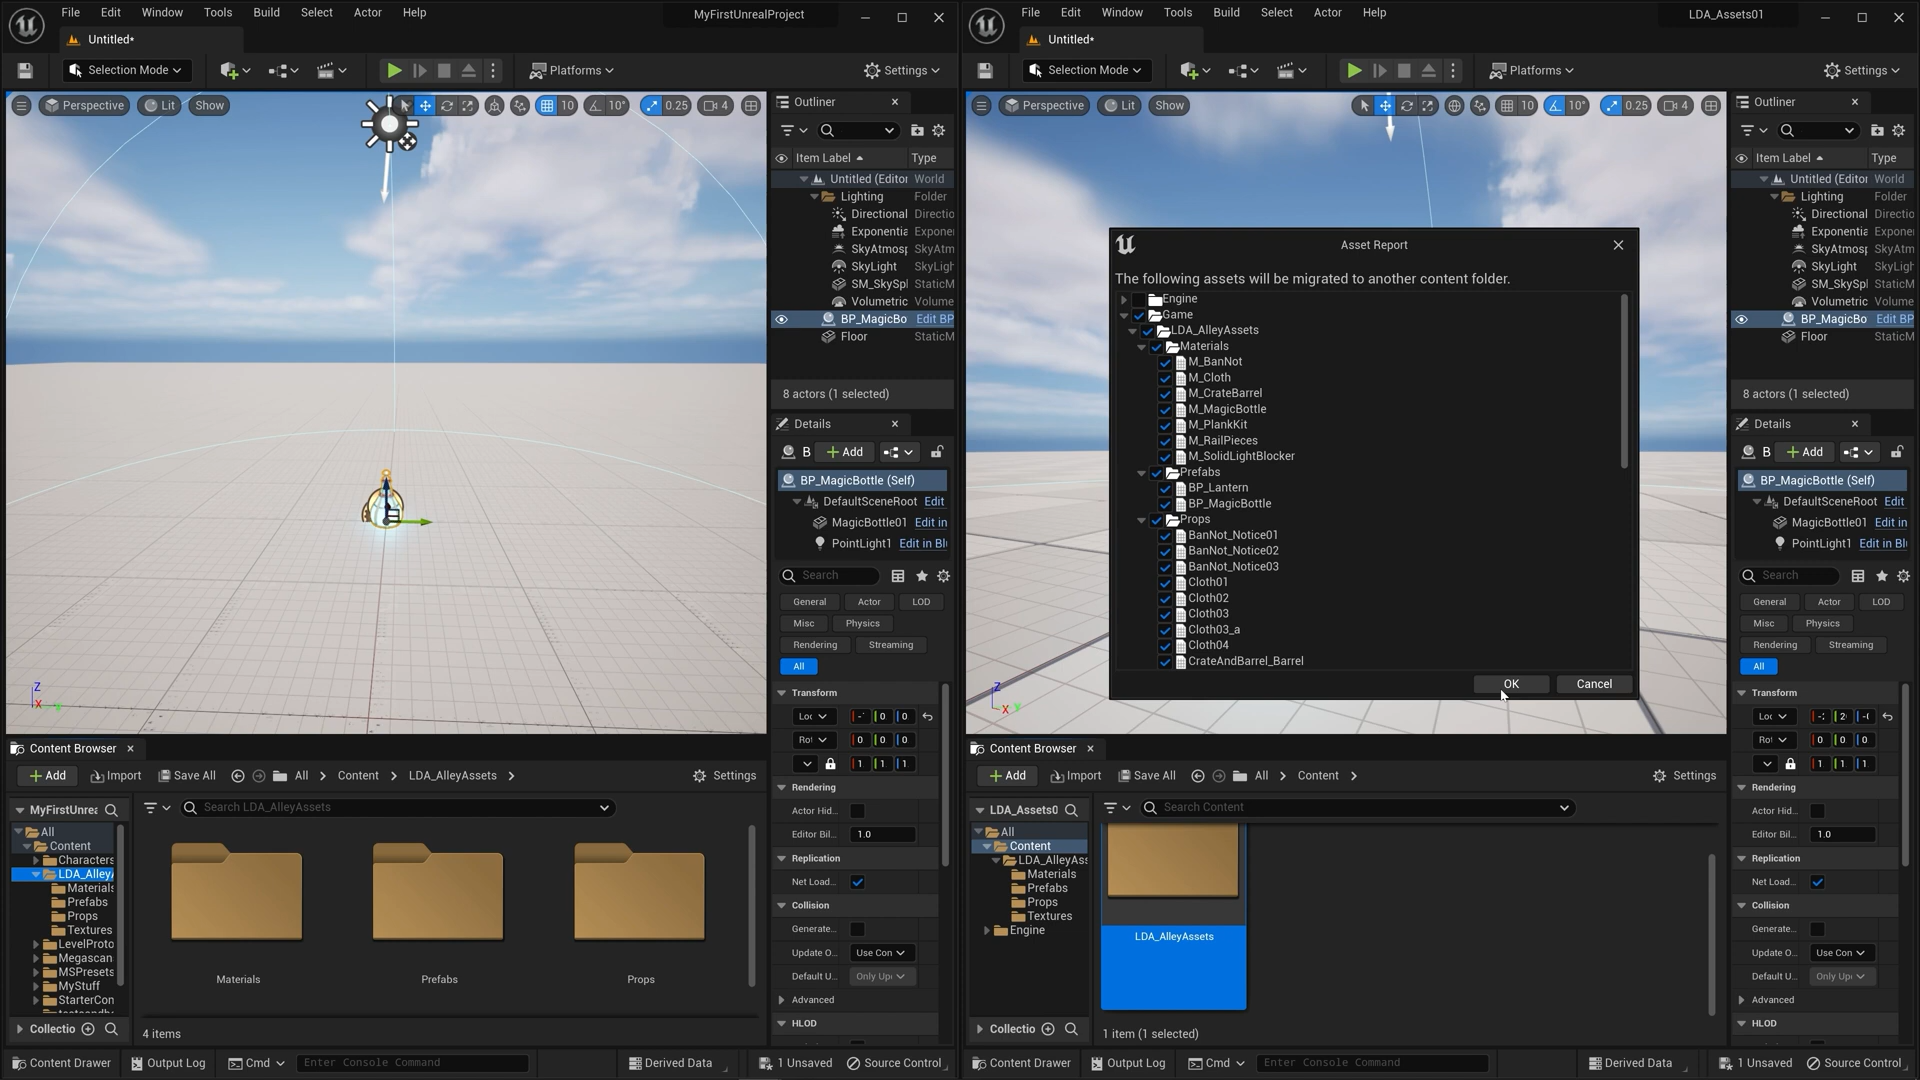 File Edit Window Tools Build Select Actor Help
MyFirstUnrealProject
Untitled*
Selection Mode
Platforms
Settings
Perspective
Lit
Show
10
10°
0.25
4
Outliner
Item Label
Type
Untitled (Editor World
Lighting Folder
Directional Directio
Exponentia Expone
SkyAtmosp SkyAtm
SkyLight SkyLigh
SM_SkySpl StaticM
Volumetric Volume
BP_MagicBo Edit BP
Floor StaticM
8 actors (1 selected)
Details
B
Add
BP_MagicBottle (Self)
DefaultSceneRoot Edit
MagicBottle01 Edit in
PointLight1 Edit in Bl
Search
General Actor LOD
Misc Physics
Rendering Streaming
All
Transform
Loc
0 0
Rot
0 0 0
1 1 1
Rendering
Actor Hid...
Editor Bil... 1.0
Replication
Net Load...
Collision
Generate...
Update O... Use Con
Default U... Only Up
Advanced
HLOD
Z
X
Y
Content Browser
Add
Import
Save All
All
Content
LDA_AlleyAssets
Settings
MyFirstUnrea
Search LDA_AlleyAssets
All
Content
Characters
LDA_Alley
Materials
Prefabs
Props
Textures
LevelProto
Megascan
MSPresets
MyStuff
StarterCon
Materials
Prefabs
Props
Collectio
4 items
Content Drawer
Output Log
Cmd
Enter Console Command
Derived Data
1 Unsaved
Source Control
File Edit Window Tools Build Select Actor Help
LDA_Assets01
Untitled*
Selection Mode
Platforms
Settings
Perspective
Lit
Show
10
10°
0.25
4
Asset Report
The following assets will be migrated to another content folder.
Engine
Game
LDA_AlleyAssets
Materials
M_BanNot
M_Cloth
M_CrateBarrel
M_MagicBottle
M_PlankKit
M_RailPieces
M_SolidLightBlocker
Prefabs
BP_Lantern
BP_MagicBottle
Props
BanNot_Notice01
BanNot_Notice02
BanNot_Notice03
Cloth01
Cloth02
Cloth03
Cloth03_a
Cloth04
CrateAndBarrel_Barrel
OK
Cancel
Outliner
Item Label
Type
Untitled (Editor World
Lighting Folder
Directional Directio
Exponentia Expone
SkyAtmosp SkyAtm
SkyLight SkyLigh
SM_SkySpl StaticM
Volumetric Volume
BP_MagicBo Edit BP
Floor StaticM
8 actors (1 selected)
Details
B
Add
BP_MagicBottle (Self)
DefaultSceneRoot Edit
MagicBottle01 Edit in
PointLight1 Edit in Bl
Search
General Actor LOD
Misc Physics
Rendering Streaming
All
Transform
Loc
Rot
0 0 0
1 1 1
Rendering
Actor Hid...
Editor Bil... 1.0
Replication
Net Load...
Collision
Generate...
Update O... Use Con
Default U... Only Up
Advanced
HLOD
Z
X
Y
Content Browser
Add
Import
Save All
All
Content
Settings
LDA_Assets0
Search Content
All
Content
LDA_AlleyAss
Materials
Prefabs
Props
Textures
Engine
LDA_AlleyAssets
Collectio
1 item (1 selected)
Content Drawer
Output Log
Cmd
Enter Console Command
Derived Data
1 Unsaved
Source Control